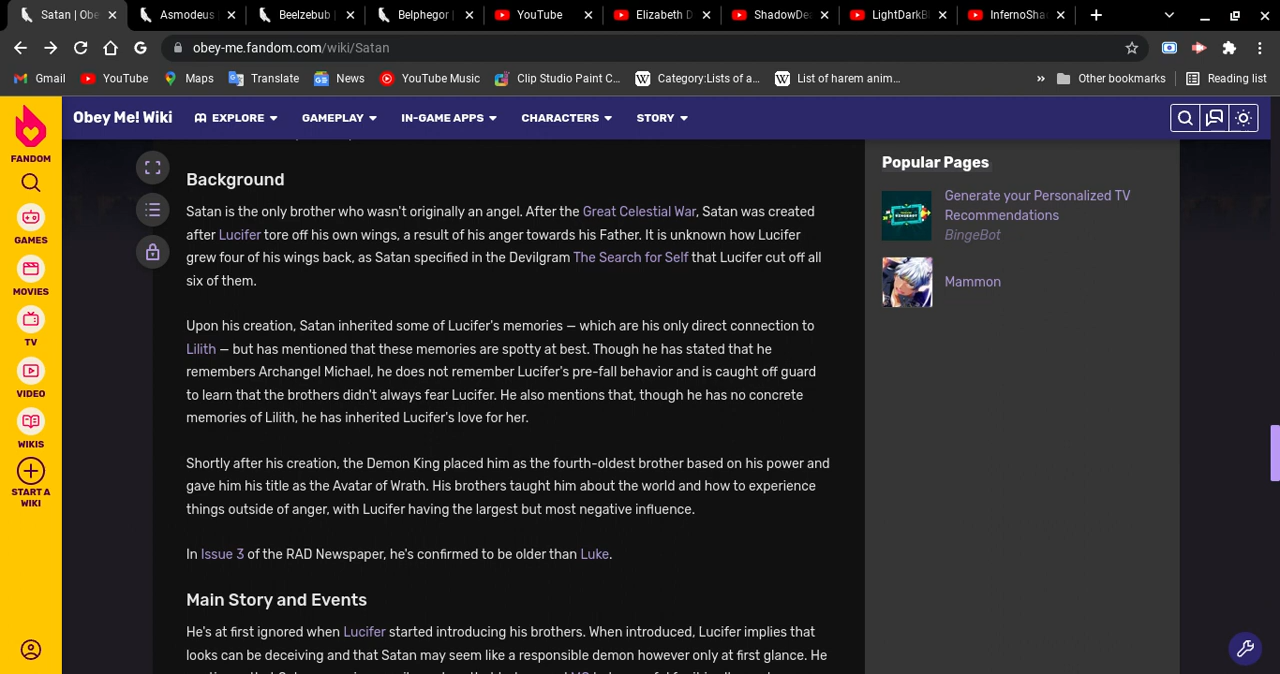 Satan | Obe
Asmodeus
Beelzebub
Belphegor |
YouTube
Elizabeth D
ShadowDea
LightDarkBl
InfernoShar
obey-me.fandom.com/wiki/Satan
Gmail
YouTube
Maps
Translate
News
YouTube Music
Clip Studio Paint C...
Category:Lists of a...
List of harem anim...
»
Other bookmarks
Reading list
FANDOM
GAMES
MOVIES
TV
VIDEO
WIKIS
START A
WIKI
Obey Me! Wiki
EXPLORE
GAMEPLAY
IN-GAME APPS
CHARACTERS
STORY
Background
Satan is the only brother who wasn't originally an angel. After the Great Celestial War, Satan was created
after Lucifer tore off his own wings, a result of his anger towards his Father. It is unknown how Lucifer
grew four of his wings back, as Satan specified in the Devilgram The Search for Self that Lucifer cut off all
six of them.
Upon his creation, Satan inherited some of Lucifer's memories — which are his only direct connection to
Lilith — but has mentioned that these memories are spotty at best. Though he has stated that he
remembers Archangel Michael, he does not remember Lucifer's pre-fall behavior and is caught off guard
to learn that the brothers didn't always fear Lucifer. He also mentions that, though he has no concrete
memories of Lilith, he has inherited Lucifer's love for her.
Shortly after his creation, the Demon King placed him as the fourth-oldest brother based on his power and
gave him his title as the Avatar of Wrath. His brothers taught him about the world and how to experience
things outside of anger, with Lucifer having the largest but most negative influence.
In Issue 3 of the RAD Newspaper, he's confirmed to be older than Luke.
Main Story and Events
He's at first ignored when Lucifer started introducing his brothers. When introduced, Lucifer implies that
looks can be deceiving and that Satan may seem like a responsible demon however only at first glance. He
Popular Pages
Generate your Personalized TV
Recommendations
BingeBot
Mammon